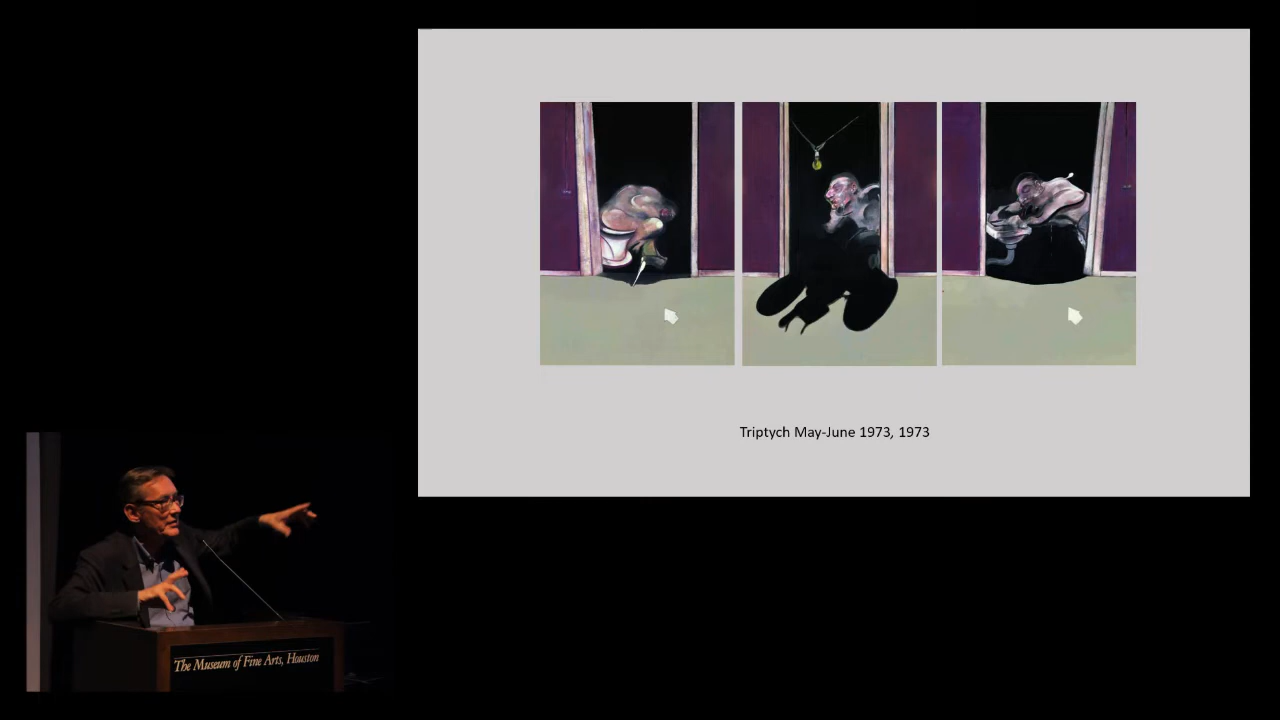 Triptych May-June 1973, 1973
The Museum of Fine Arts, Houston